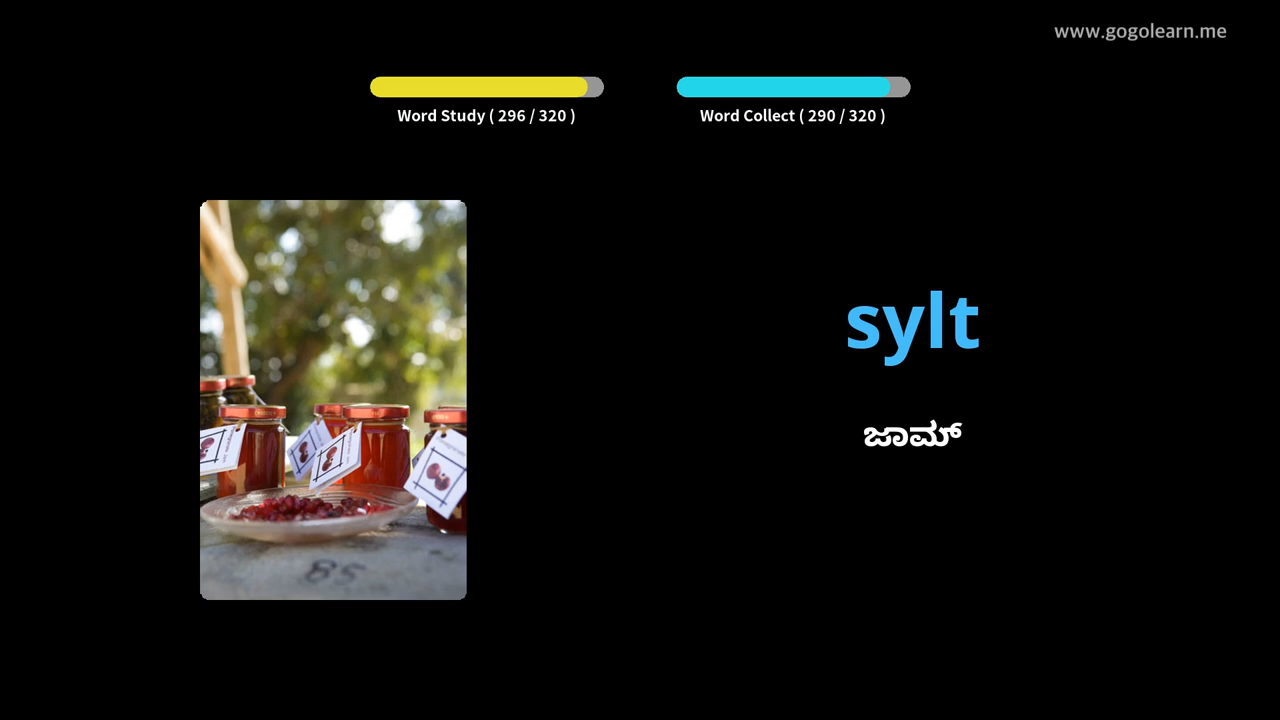 www.gogolearn.me
Word Study ( 296 / 320 )
Word Collect ( 290 / 320 )
sylt
ಜಾಮ್
85